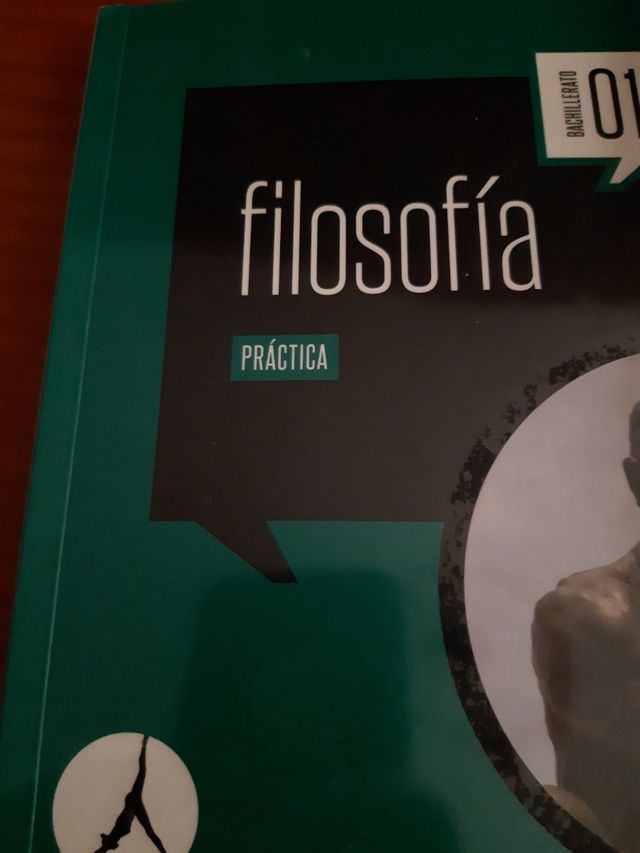 BACHILLERATO
01
filosofía
PRÁCTICA